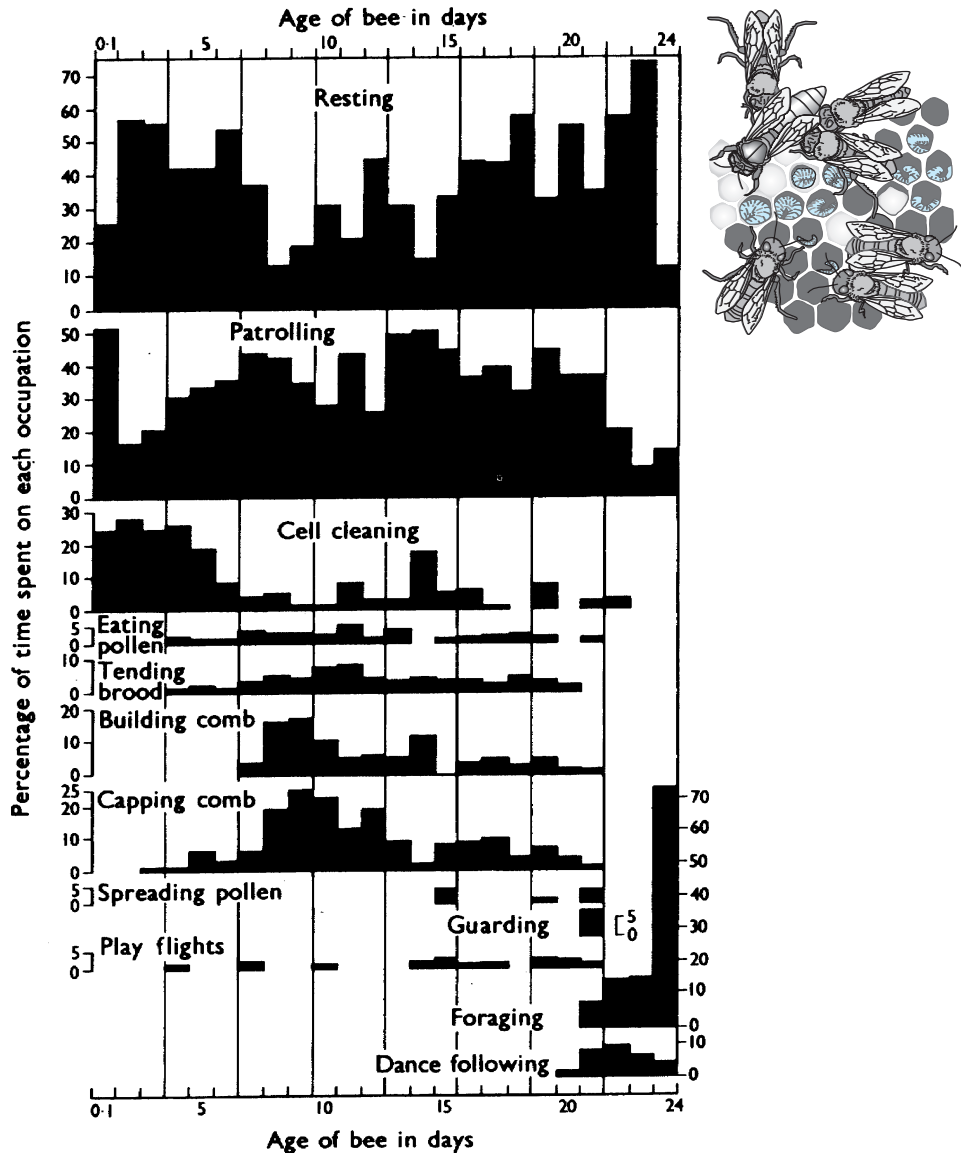 Age of bee in days
0·1 5 10 15 20 24
Percentage of time spent on each occupation
70
60
50
40
30
20
10
0
Resting
50
40
30
20
10
0
Patrolling
30
20
10
0
Cell cleaning
5
0
Eating
pollen
10
0
Tending
brood
20
10
0
Building comb
25
20
10
0
Capping comb
5
0
Spreading pollen
Guarding
5
0
5
0
Play flights
70
60
50
40
30
20
10
0
Foraging
10
0
Dance following
0·1 5 10 15 20 24
Age of bee in days